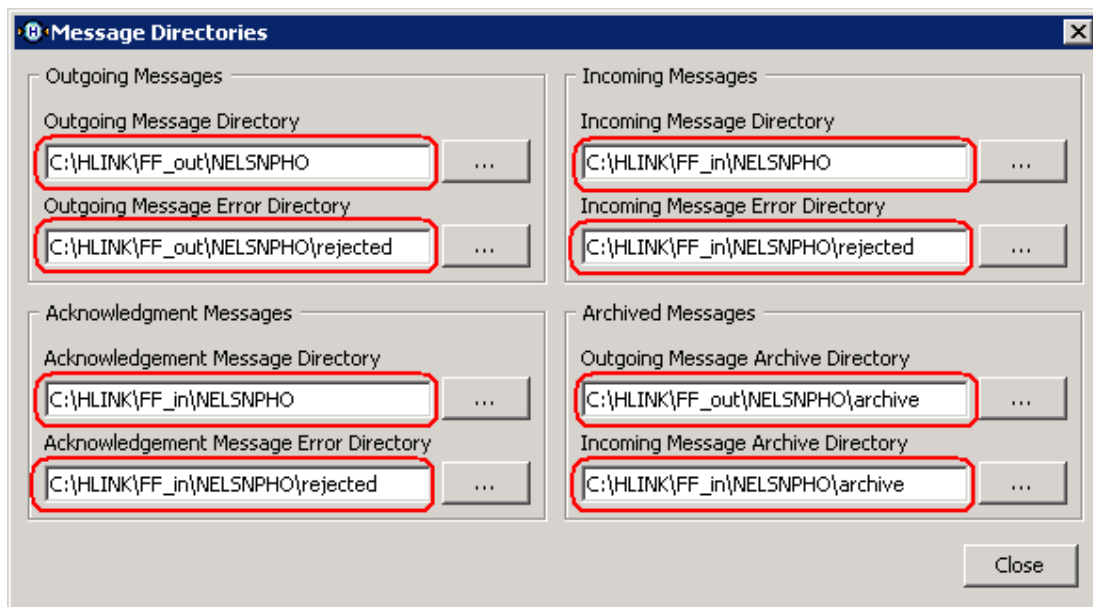 Message Directories
Outgoing Messages
Outgoing Message Directory
C:\HLINK\FF_out\NELSNPHO
...
Outgoing Message Error Directory
C:\HLINK\FF_out\NELSNPHO\rejected
...
Incoming Messages
Incoming Message Directory
C:\HLINK\FF_in\NELSNPHO
...
Incoming Message Error Directory
C:\HLINK\FF_in\NELSNPHO\rejected
...
Acknowledgment Messages
Acknowledgement Message Directory
C:\HLINK\FF_in\NELSNPHO
...
Acknowledgement Message Error Directory
C:\HLINK\FF_in\NELSNPHO\rejected
...
Archived Messages
Outgoing Message Archive Directory
C:\HLINK\FF_out\NELSNPHO\archive
...
Incoming Message Archive Directory
C:\HLINK\FF_in\NELSNPHO\archive
...
Close